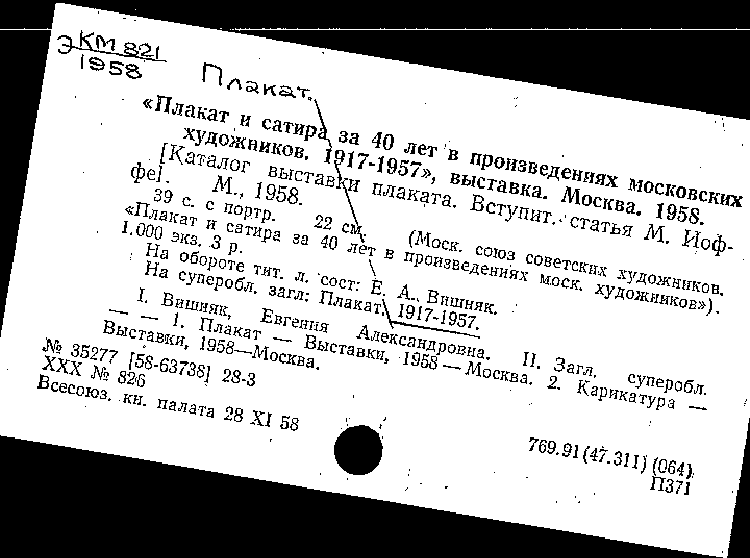 Э КМ 821
1958
Плакат.
«Плакат и сатира за 40 лет в произведениях московских
художников. 1917-1957», выставка. Москва. 1958.
[Каталог выставки плаката. Вступит. статья М. Иоф-
фе]. М., 1958.
39 с. с портр. 22 см. (Моск. союз советских художников.
«Плакат и сатира за 40 лет в произведениях моск. художников»).
1.000 экз. 3 р.
На обороте тит. л. сост: Е. А. Вишняк.
На суперобл. загл: Плакат. 1917-1957.
I. Вишняк, Евгения Александровна. II. Загл. суперобл.
— — 1. Плакат — Выставки, 1958 — Москва. 2. Карикатура —
Выставки, 1958—Москва.
№ 35277 [58-63738] 28-3
XXX № 826
Всесоюз. кн. палата 28 XI 58
769.91(47.311)(064)
П371